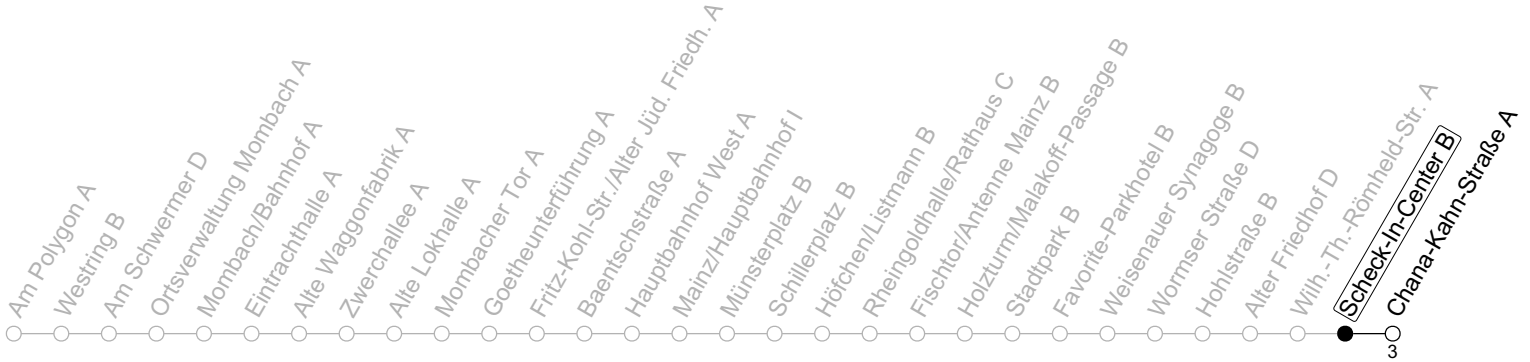 Am Polygon A
Westring B
Am Schwermer D
Ortsverwaltung Mombach A
Mombach/Bahnhof A
Eintrachthalle A
Alte Waggonfabrik A
Zwerchallee A
Alte Lokhalle A
Mombacher Tor A
Goetheunterführung A
Fritz-Kohl-Str./Alter Jüd. Friedh. A
Baentschstraße A
Hauptbahnhof West A
Mainz/Hauptbahnhof I
Münsterplatz B
Schillerplatz B
Höfchen/Listmann B
Rheingoldhalle/Rathaus C
Fischtor/Antenne Mainz B
Holzturm/Malakoff-Passage B
Stadtpark B
Favorite-Parkhotel B
Weisenauer Synagoge B
Wormser Straße D
Hohlstraße B
Alter Friedhof D
Wilh.-Th.-Römheld-Str. A
Scheck-In-Center B
Chana-Kahn-Straße A
3